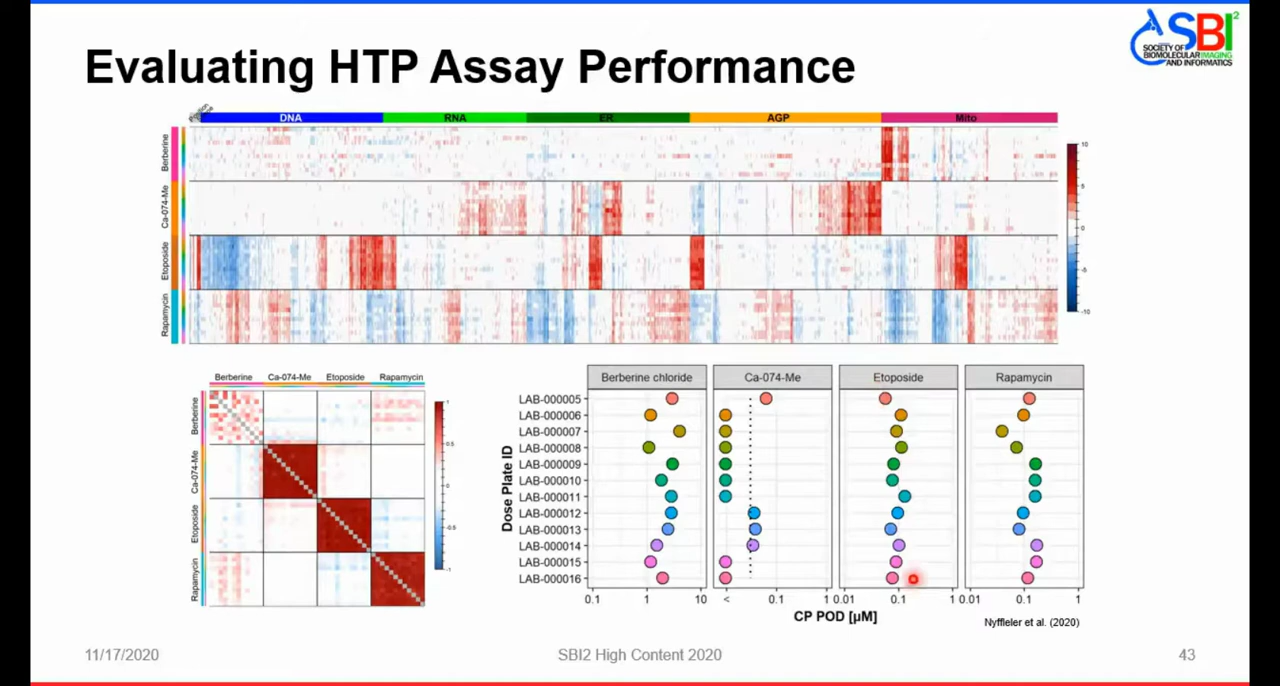 SBI2
SOCIETY OF
BIOMOLECULAR IMAGING
AND INFORMATICS
Evaluating HTP Assay Performance
DNA RNA ER AGP Mito
Berberine
Ca-074-Me
Etoposide
Rapamycin
10
5
0
-5
-10
Berberine Ca-074-Me Etoposide Rapamycin
Berberine
Ca-074-Me
Etoposide
Rapamycin
1
0.5
0
-0.5
-1
Berberine chloride Ca-074-Me Etoposide Rapamycin
Dose Plate ID
LAB-000005
LAB-000006
LAB-000007
LAB-000008
LAB-000009
LAB-000010
LAB-000011
LAB-000012
LAB-000013
LAB-000014
LAB-000015
LAB-000016
0.1 1 10 < 0.1 1 0.01 0.1 1 0.01 0.1 1
CP POD [µM]
Nyffleler et al. (2020)
11/17/2020
SBI2 High Content 2020
43